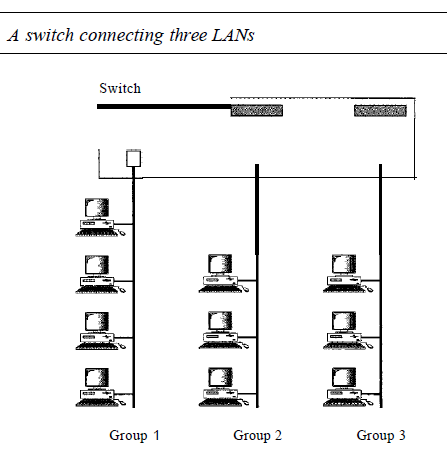 A switch connecting three LANs
Switch
Group 1
Group 2
Group 3